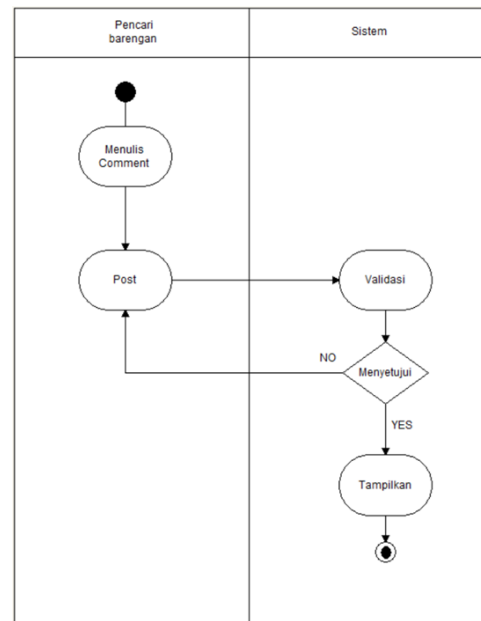 Pencari
barengan
Sistem
Menulis
Comment
Post
Validasi
NO
Menyetujui
YES
Tampilkan